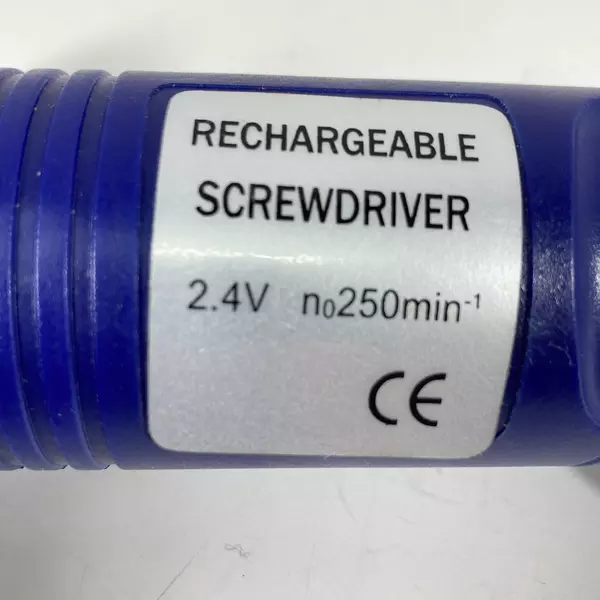 RECHARGEABLE
SCREWDRIVER
2.4V n₀250min⁻¹
CE